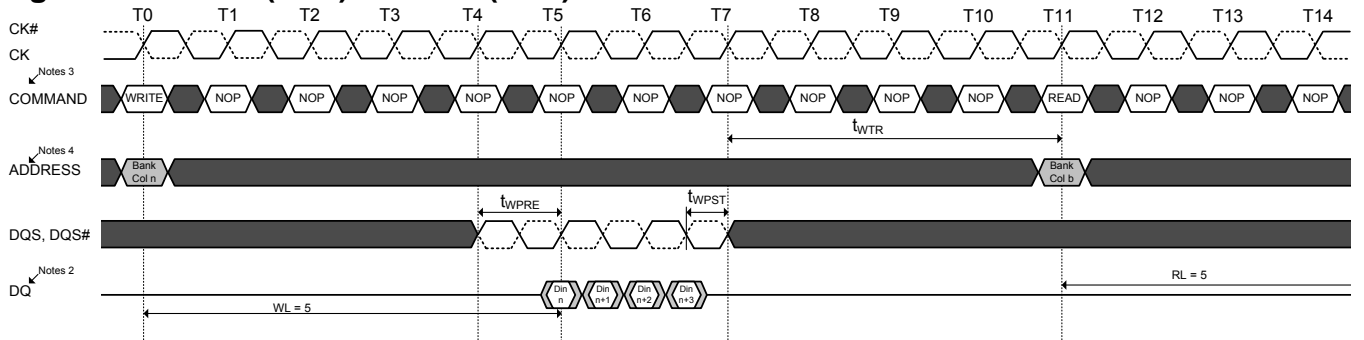 T0 T1 T2 T3 T4 T5 T6 T7 T8 T9 T10 T11 T12 T13 T14
CK#
CK
Notes 3
COMMAND WRITE NOP NOP NOP NOP NOP NOP NOP NOP NOP NOP READ NOP NOP NOP
tWTR
Notes 4
ADDRESS
Bank Bank
Col n Col b
tWPRE tWPST
DQS, DQS#
Notes 2
DQ
Din Din Din Din
n n+1 n+2 n+3
RL = 5
WL = 5